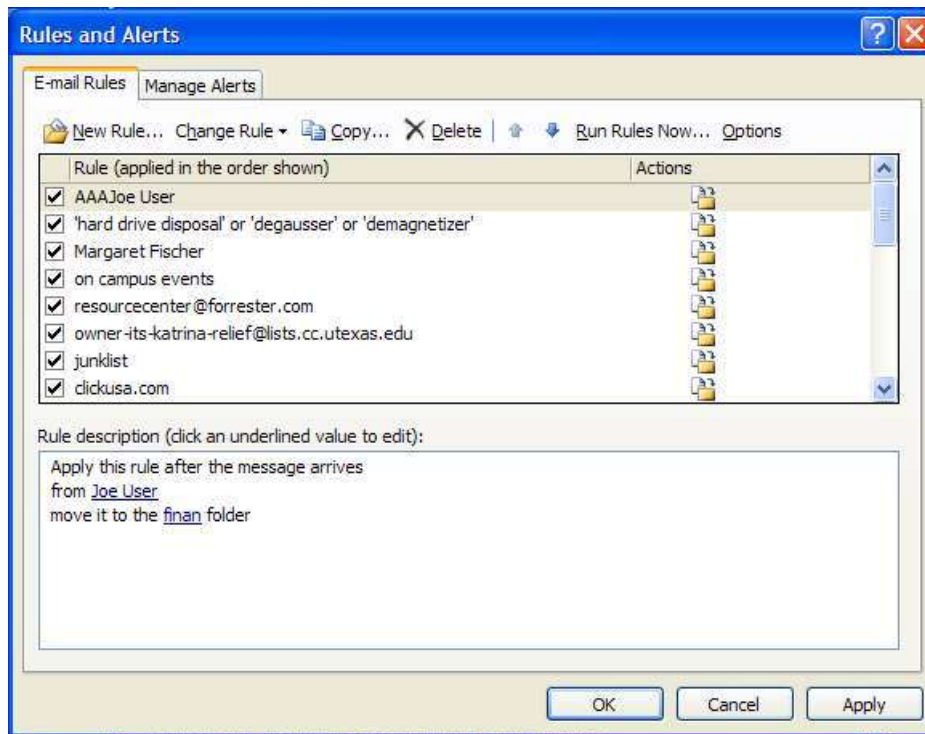 Rules and Alerts
E-mail Rules Manage Alerts
New Rule... Change Rule Copy... Delete Run Rules Now... Options
Rule (applied in the order shown) Actions
AAAJoe User
'hard drive disposal' or 'degausser' or 'demagnetizer'
Margaret Fischer
on campus events
resourcecenter@forrester.com
owner-its-katrina-relief@lists.cc.utexas.edu
junklist
clickusa.com
Rule description (click an underlined value to edit):
Apply this rule after the message arrives
from Joe User
move it to the finan folder
OK Cancel Apply